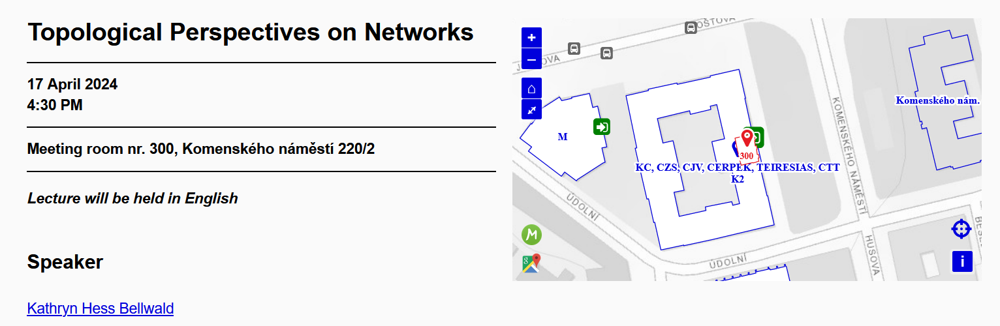 Topological Perspectives on Networks
17 April 2024
4:30 PM
Meeting room nr. 300, Komenského náměstí 220/2
Lecture will be held in English
Speaker
Kathryn Hess Bellwald
+
–
M
300
KC, CZS, CJV, CERPEK, TEIRESIAS, CTT
K2
Komenského nám.
KOMENSKÉHO NÁMĚSTÍ
ÚDOLNÍ
ÚDOLNÍ
HUSOVA
i